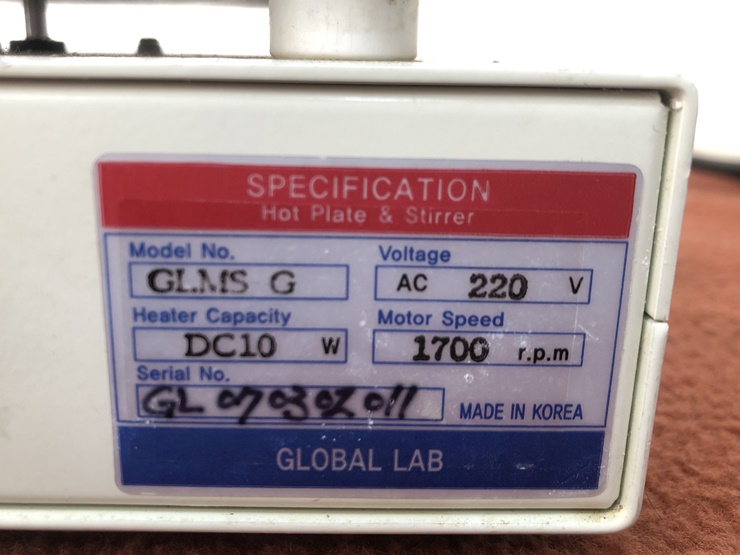 SPECIFICATION
Hot Plate & Stirrer
Model No.
GLMS G
Voltage
AC 220 V
Heater Capacity
DC10 W
Motor Speed
1700 r.p.m
Serial No.
GL 070302011
MADE IN KOREA
GLOBAL LAB